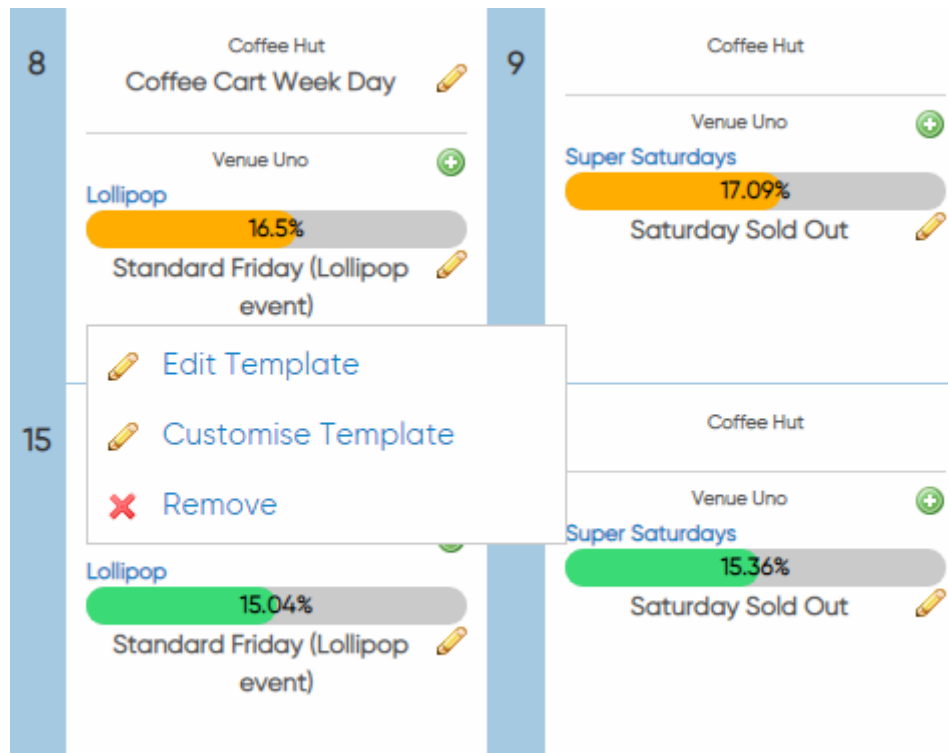 8
Coffee Hut
Coffee Cart Week Day
Venue Uno
Lollipop
16.5%
Standard Friday (Lollipop
event)
9
Coffee Hut
Venue Uno
Super Saturdays
17.09%
Saturday Sold Out
Edit Template
Customise Template
Remove
15
Lollipop
15.04%
Standard Friday (Lollipop
event)
Coffee Hut
Venue Uno
Super Saturdays
15.36%
Saturday Sold Out